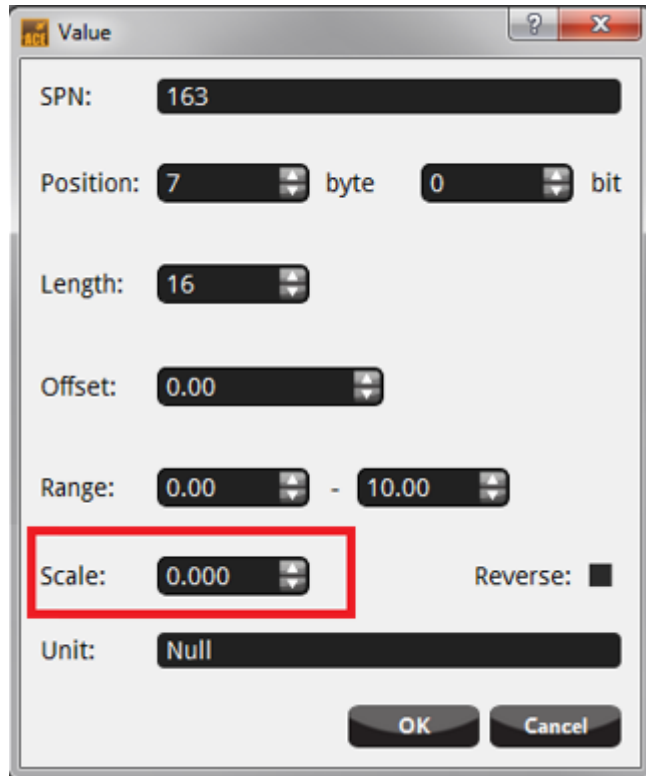 ACE Value ? X
SPN: 163
Position: 7 byte 0 bit
Length: 16
Offset: 0.00
Range: 0.00 - 10.00
Scale: 0.000 Reverse:
Unit: Null
OK Cancel